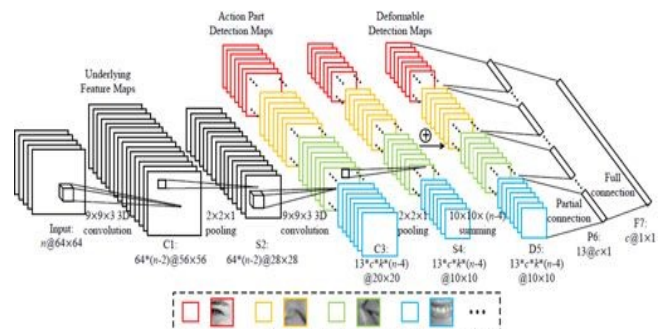 Action Part
Detection Maps
Deformable
Detection Maps
Underlying
Feature Maps
Full
connection
Partial
connection
Input:
n@64×64
9×9×3 3D
convolution
C1:
64*(n-2)@56×56
2×2×1
pooling
S2:
64*(n-2)@28×28
9×9×3 3D
convolution
C3:
13*c*k*(n-4)
@20×20
2×2×1
pooling
S4:
13*c*k*(n-4)
@10×10
10×10×(n-4)
summing
D5:
13*c*k*(n-4)
@10×10
P6:
13@c×1
F7:
c@1×1